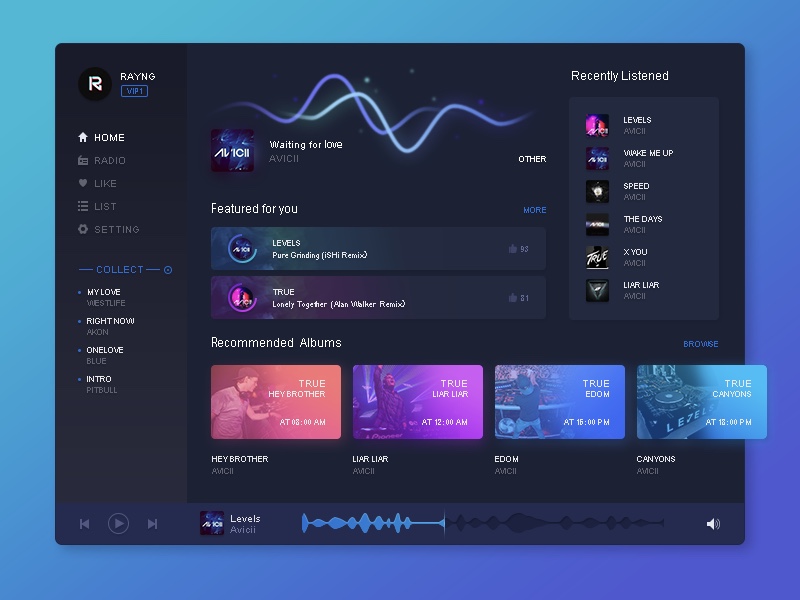 R
RAYNG
VIP1
HOME
RADIO
LIKE
LIST
SETTING
COLLECT
MY LOVE
WESTLIFE
RIGHT NOW
AKON
ONELOVE
BLUE
INTRO
PITBULL
AVICII
Waiting for love
AVICII
OTHER
Featured for you
MORE
LEVELS
Pure Grinding (iSHi Remix)
93
TRUE
Lonely Together (Alan Walker Remix)
81
Recently Listened
LEVELS
AVICII
WAKE ME UP
AVICII
SPEED
AVICII
THE DAYS
AVICII
TRUE
X YOU
AVICII
LIAR LIAR
AVICII
Recommended Albums
BROWSE
TRUE
HEY BROTHER
AT 08:00 AM
HEY BROTHER
AVICII
TRUE
LIAR LIAR
AT 12:00 AM
LIAR LIAR
AVICII
TRUE
EDOM
AT 15:00 PM
EDOM
AVICII
TRUE
CANYONS
AT 18:00 PM
CANYONS
AVICII
AVICII
Levels
Avicii